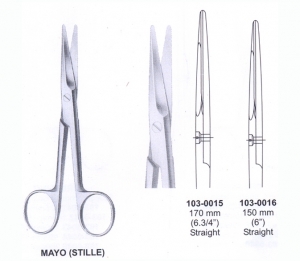 103-0015
170 mm
(6.3/4")
Straight
103-0016
150 mm
(6")
Straight
MAYO (STILLE)